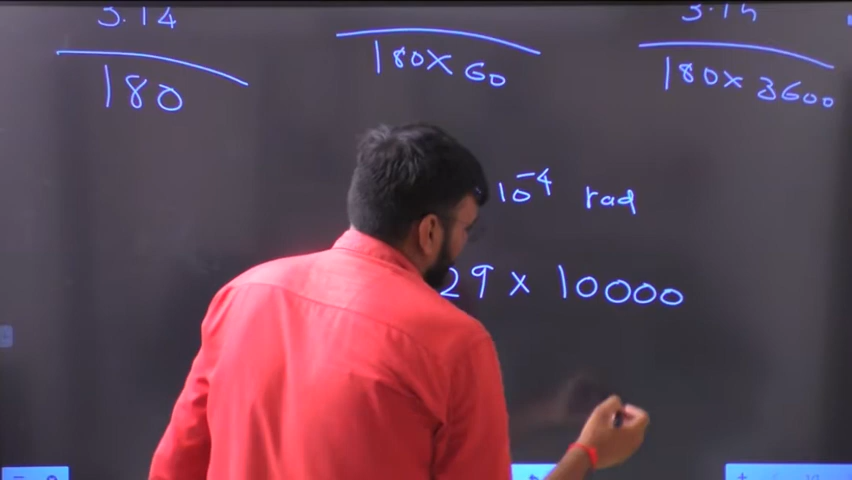 3.14 3.14
180 180 x 60 180 x 3600
10⁻⁴ rad
29 x 10000